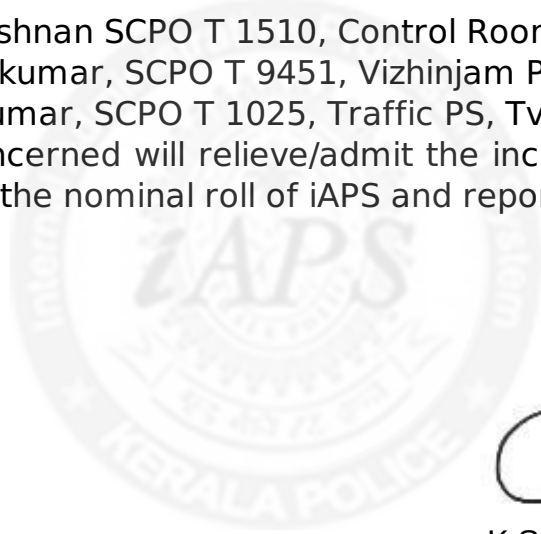 shnan SCPO T 1510, Control Roor
kumar, SCPO T 9451, Vizhinjam P
umar, SCPO T 1025, Traffic PS, Tv
ncerned will relieve/admit the inc
the nominal roll of iAPS and repor
iAPS
KERALA POLICE